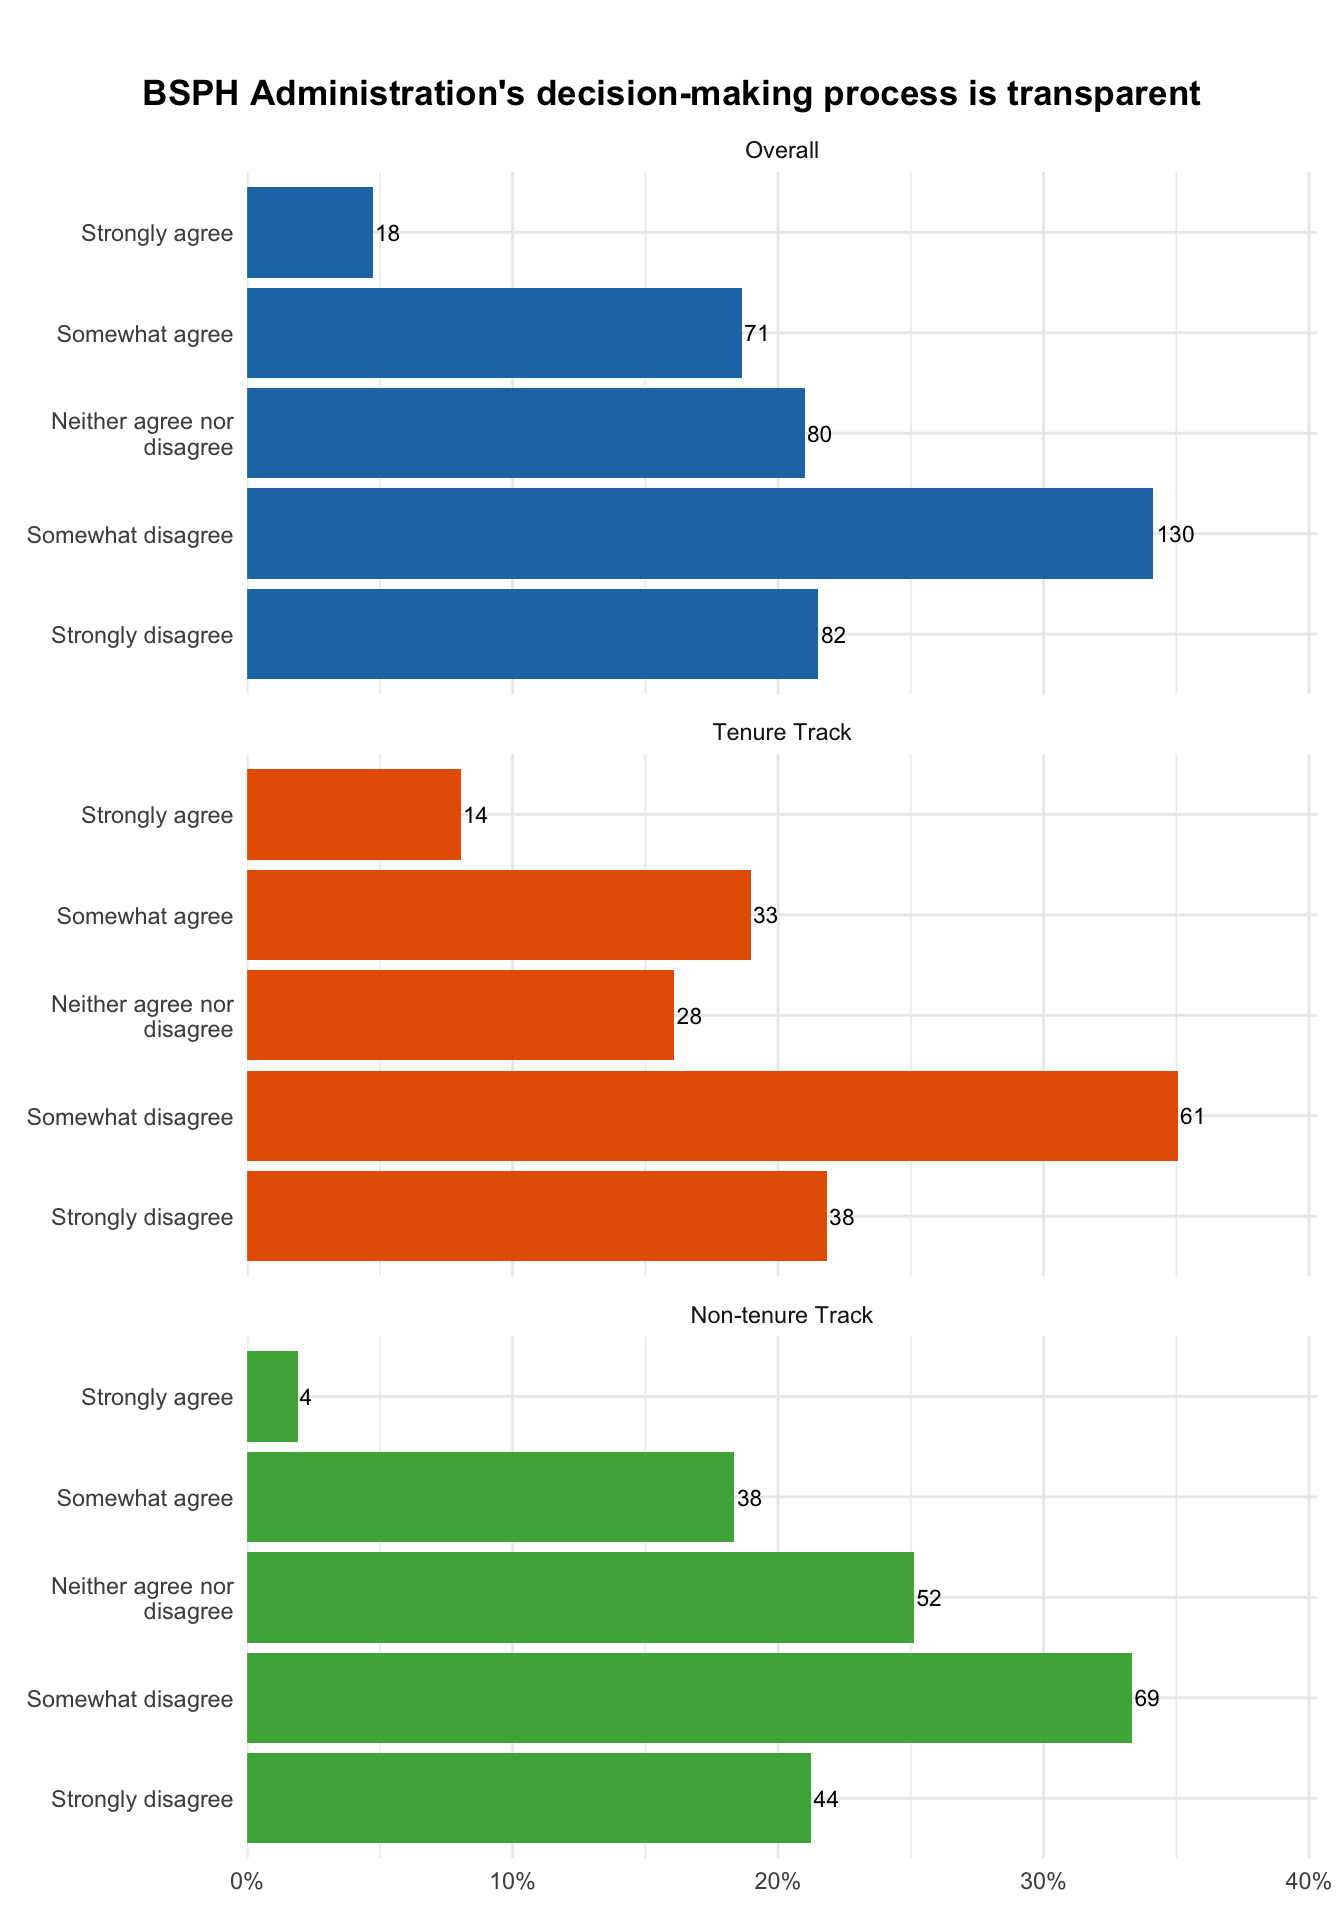 BSPH Administration's decision-making process is transparent
Overall
Strongly agree
18
Somewhat agree
71
Neither agree nor
disagree
80
Somewhat disagree
130
Strongly disagree
82
Tenure Track
Strongly agree
14
Somewhat agree
33
Neither agree nor
disagree
28
Somewhat disagree
61
Strongly disagree
38
Non-tenure Track
Strongly agree
4
Somewhat agree
38
Neither agree nor
disagree
52
Somewhat disagree
69
Strongly disagree
44
0% 10% 20% 30% 40%